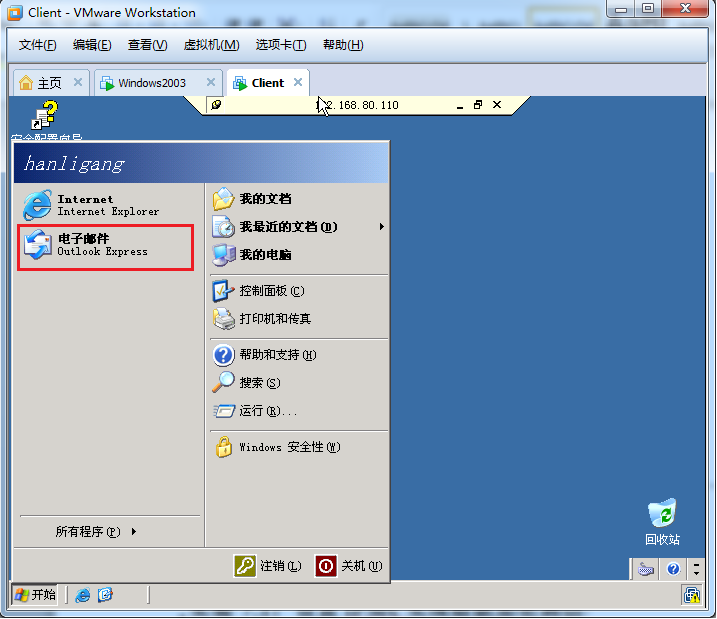 Client - VMware Workstation
文件(F) 编辑(E) 查看(V) 虚拟机(M) 选项卡(T) 帮助(H)
主页 Windows2003 Client
.168.80.110
安全配置向导
hanligang
Internet
Internet Explorer
电子邮件
Outlook Express
我的文档
我最近的文档(D)
我的电脑
控制面板(C)
打印机和传真
帮助和支持(H)
搜索(S)
运行(R)...
Windows 安全性(W)
所有程序(P)
注销(L) 关机(U)
回收站
开始